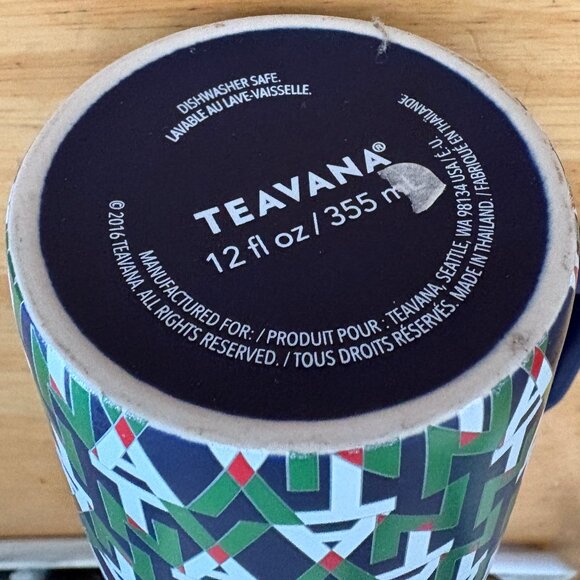 DISHWASHER SAFE.
LAVABLE AU LAVE-VAISSELLE.
TEAVANA®
12 fl oz / 355 m
MANUFACTURED FOR: / PRODUIT POUR : TEAVANA, SEATTLE, WA 98134 USA / É.-U.
© 2016 TEAVANA. ALL RIGHTS RESERVED. / TOUS DROITS RÉSERVÉS. MADE IN THAILAND. / FABRIQUÉ EN THAÏLANDE.